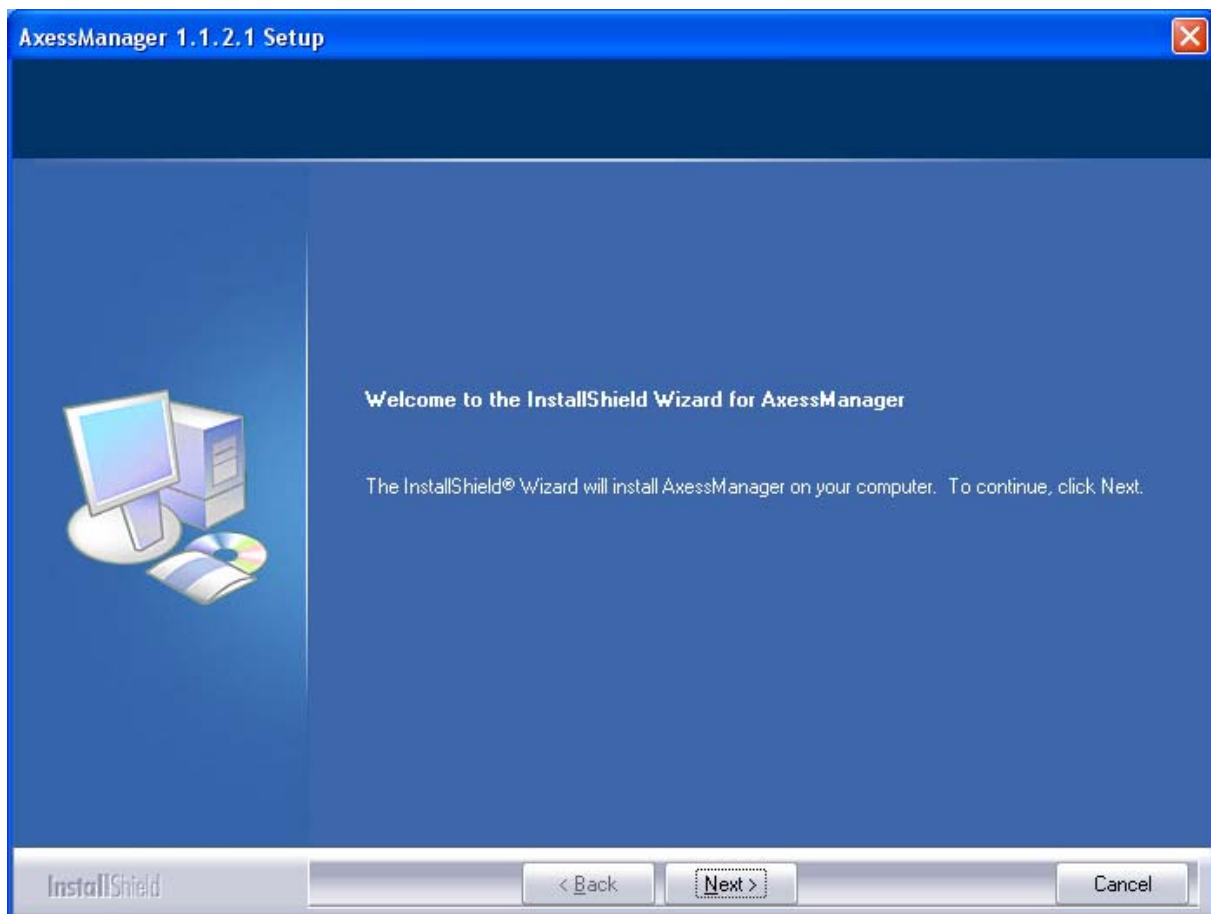 AxessManager 1.1.2.1 Setup
Welcome to the InstallShield Wizard for AxessManager
The InstallShield® Wizard will install AxessManager on your computer.  To continue, click Next.
InstallShield
< Back
Next >
Cancel